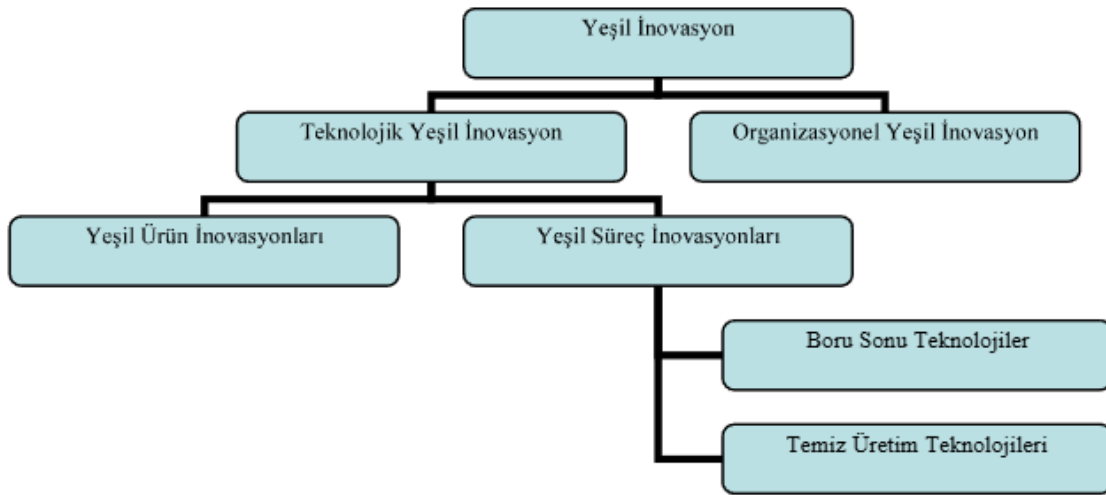 Yeşil İnovasyon
Teknolojik Yeşil İnovasyon
Organizasyonel Yeşil İnovasyon
Yeşil Ürün İnovasyonları
Yeşil Süreç İnovasyonları
Boru Sonu Teknolojiler
Temiz Üretim Teknolojileri